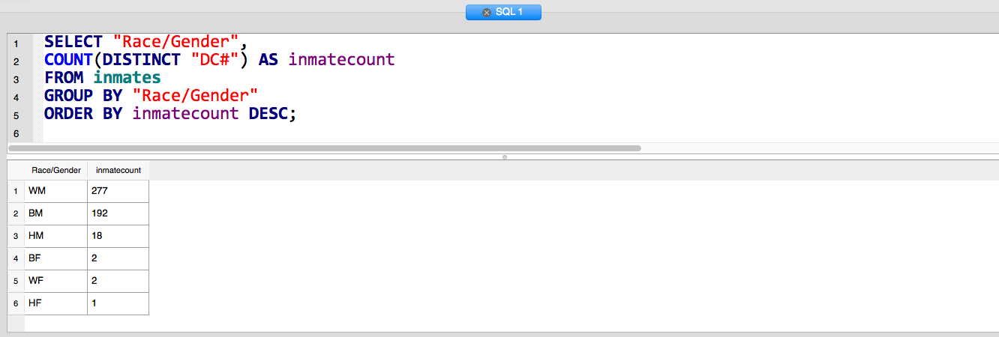 SQL 1
1 SELECT "Race/Gender",
2 COUNT(DISTINCT "DC#") AS inmatecount
3 FROM inmates
4 GROUP BY "Race/Gender"
5 ORDER BY inmatecount DESC;
6
Race/Gender inmatecount
1 WM 277
2 BM 192
3 HM 18
4 BF 2
5 WF 2
6 HF 1